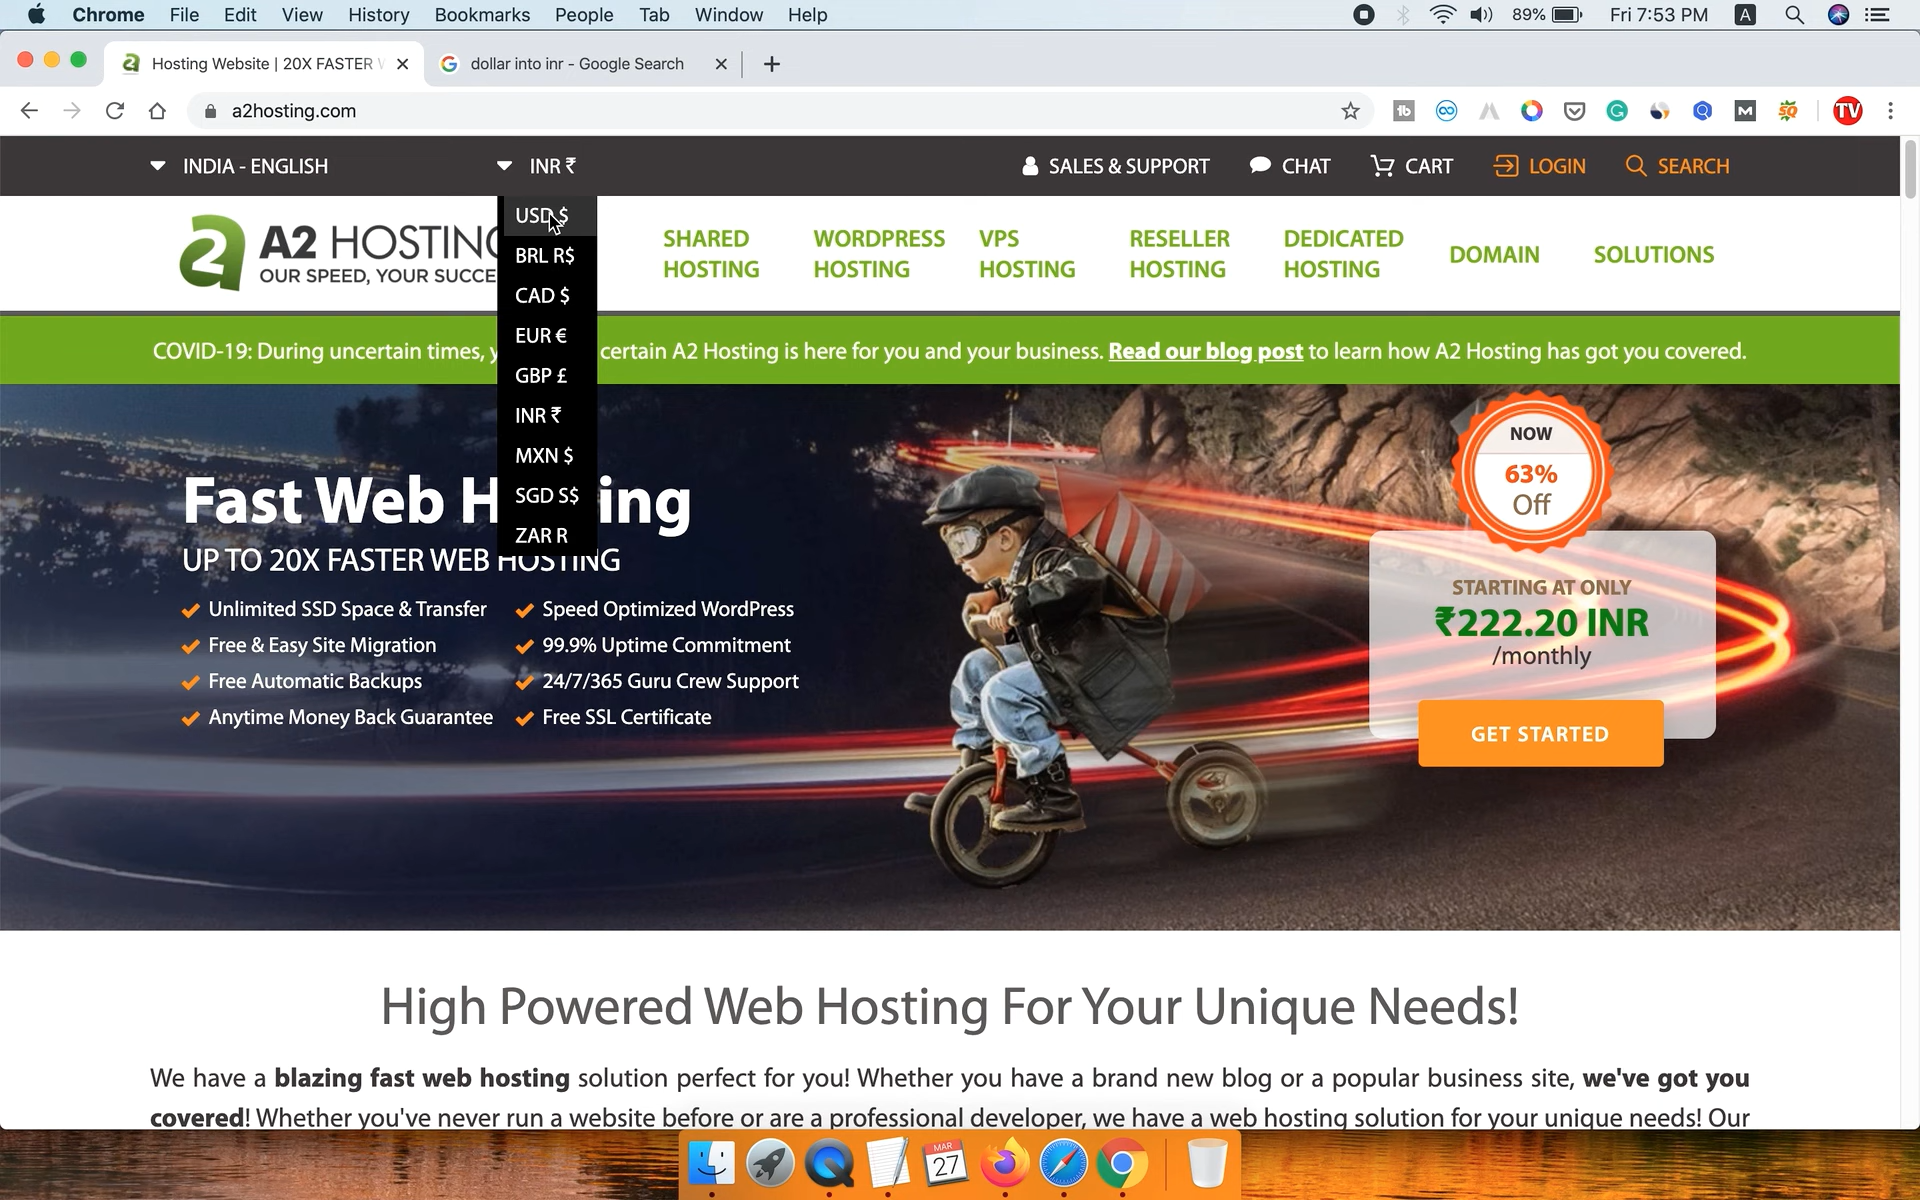 Chrome File Edit View History Bookmarks People Tab Window Help 89% Fri 7:53 PM A
Hosting Website | 20X FASTER W dollar into inr - Google Search
a2hosting.com tb M SQ TV
INDIA - ENGLISH INR ₹ SALES & SUPPORT CHAT CART LOGIN SEARCH
USD $
BRL R$
CAD $
EUR €
GBP £
INR ₹
MXN $
SGD S$
ZAR R
2 A2 HOSTING
OUR SPEED, YOUR SUCCE
SHARED
HOSTING
WORDPRESS
HOSTING
VPS
HOSTING
RESELLER
HOSTING
DEDICATED
HOSTING
DOMAIN
SOLUTIONS
COVID-19: During uncertain times, y certain A2 Hosting is here for you and your business. Read our blog post to learn how A2 Hosting has got you covered.
Fast Web H ing
UP TO 20X FASTER WEB HOSTING
Unlimited SSD Space & Transfer
Free & Easy Site Migration
Free Automatic Backups
Anytime Money Back Guarantee
Speed Optimized WordPress
99.9% Uptime Commitment
24/7/365 Guru Crew Support
Free SSL Certificate
NOW
63%
Off
STARTING AT ONLY
₹222.20 INR
/monthly
GET STARTED
High Powered Web Hosting For Your Unique Needs!
We have a blazing fast web hosting solution perfect for you! Whether you have a brand new blog or a popular business site, we've got you
covered! Whether you've never run a website before or are a professional developer, we have a web hosting solution for your unique needs! Our
MAR
27